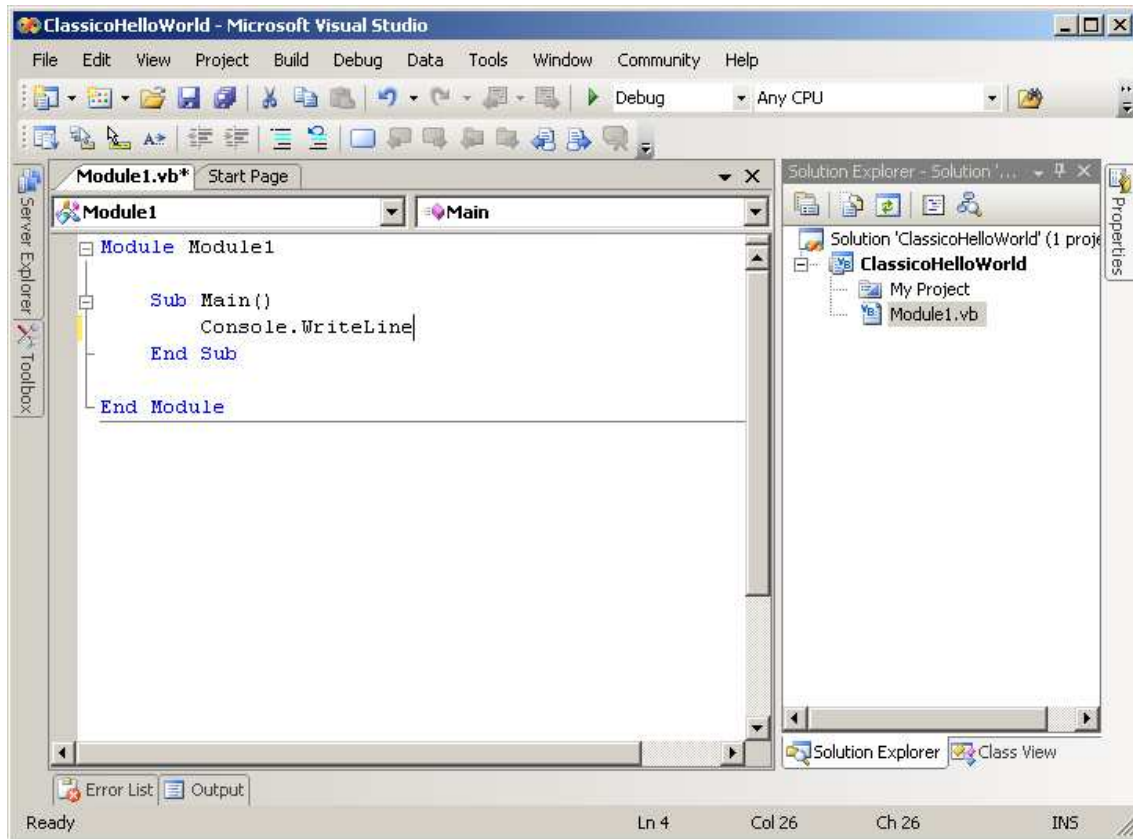 ClassicoHelloWorld - Microsoft Visual Studio
File Edit View Project Build Debug Data Tools Window Community Help
Debug Any CPU
Server Explorer
Toolbox
Module1.vb* Start Page
Module1 Main
Module Module1
Sub Main()
Console.WriteLine
End Sub
End Module
Solution Explorer - Solution '...
Solution 'ClassicoHelloWorld' (1 proje
ClassicoHelloWorld
My Project
Module1.vb
Solution Explorer Class View
Properties
Error List Output
Ready Ln 4 Col 26 Ch 26 INS